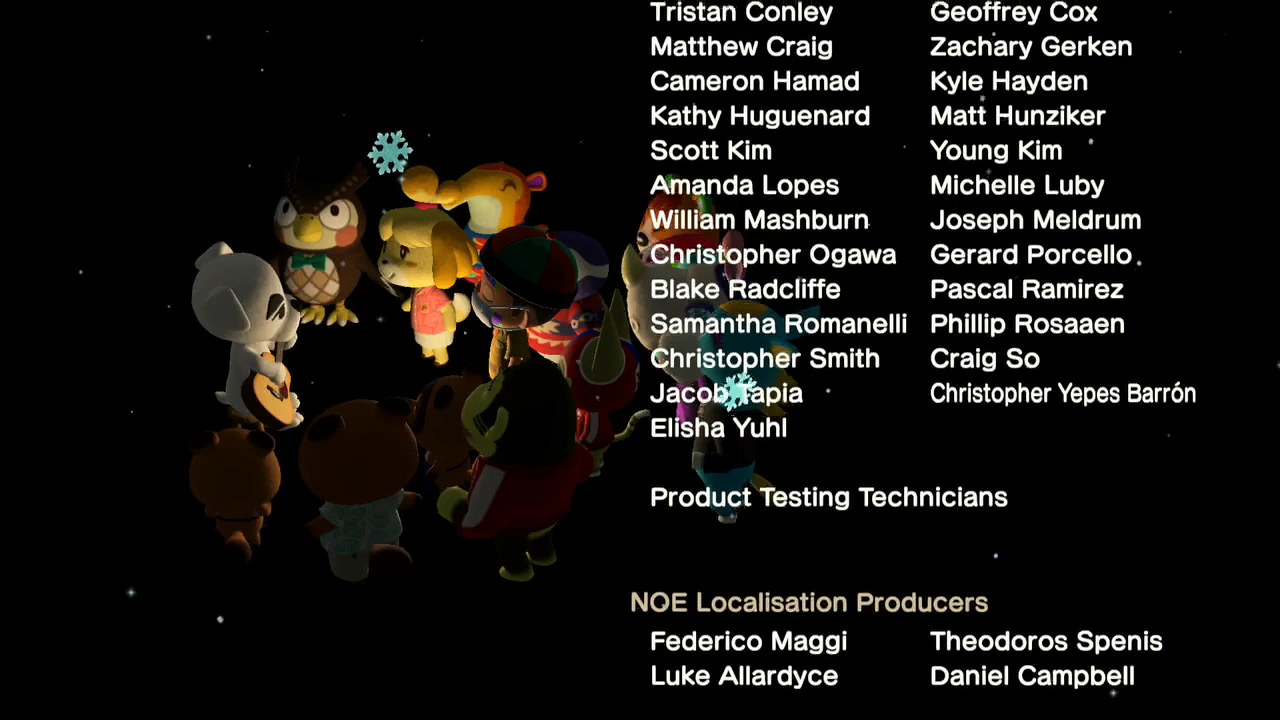 Tristan Conley Geoffrey Cox
Matthew Craig Zachary Gerken
Cameron Hamad Kyle Hayden
Kathy Huguenard Matt Hunziker
Scott Kim Young Kim
Amanda Lopes Michelle Luby
William Mashburn Joseph Meldrum
Christopher Ogawa Gerard Porcello
Blake Radcliffe Pascal Ramirez
Samantha Romanelli Phillip Rosaaen
Christopher Smith Craig So
Jacob Tapia Christopher Yepes Barrón
Elisha Yuhl
Product Testing Technicians
NOE Localisation Producers
Federico Maggi Theodoros Spenis
Luke Allardyce Daniel Campbell